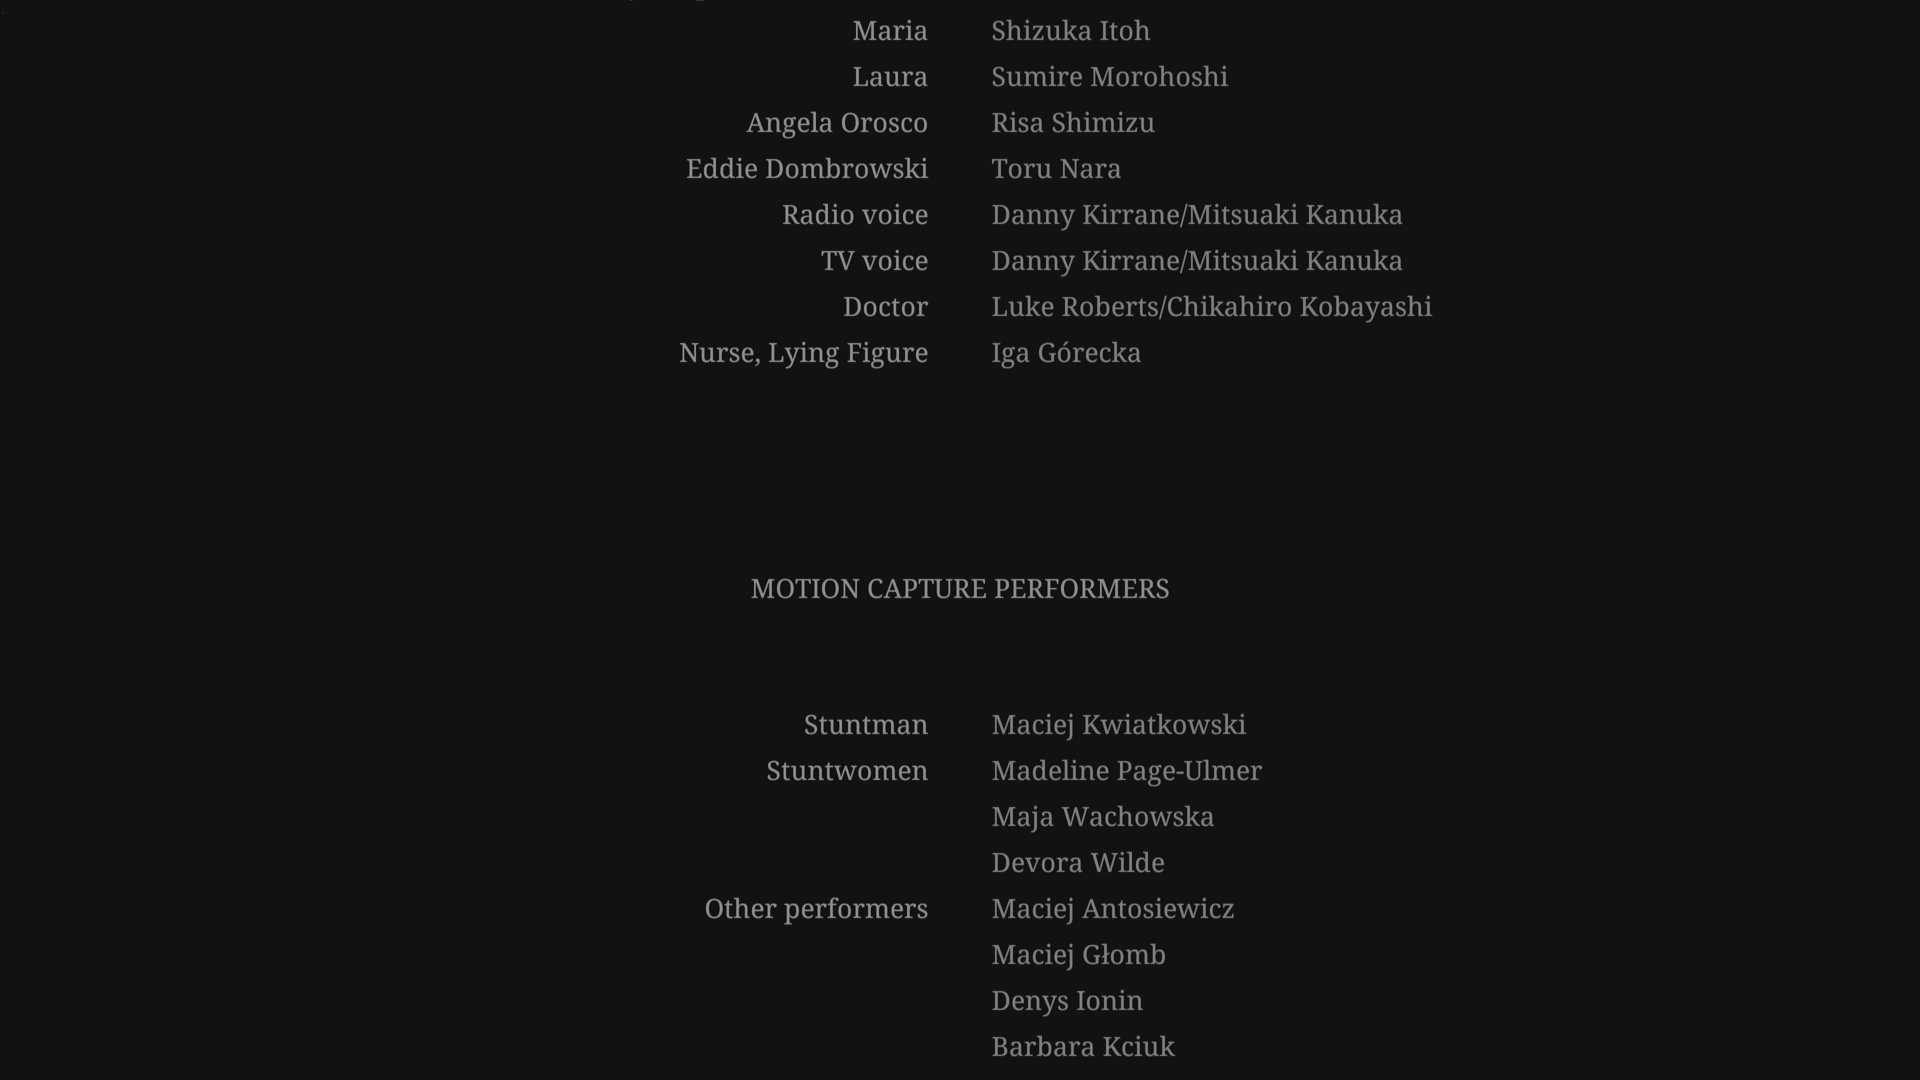 Maria Shizuka Itoh
Laura Sumire Morohoshi
Angela Orosco Risa Shimizu
Eddie Dombrowski Toru Nara
Radio voice Danny Kirrane/Mitsuaki Kanuka
TV voice Danny Kirrane/Mitsuaki Kanuka
Doctor Luke Roberts/Chikahiro Kobayashi
Nurse, Lying Figure Iga Górecka
MOTION CAPTURE PERFORMERS
Stuntman Maciej Kwiatkowski
Stuntwomen Madeline Page-Ulmer
Maja Wachowska
Devora Wilde
Other performers Maciej Antosiewicz
Maciej Głomb
Denys Ionin
Barbara Kciuk